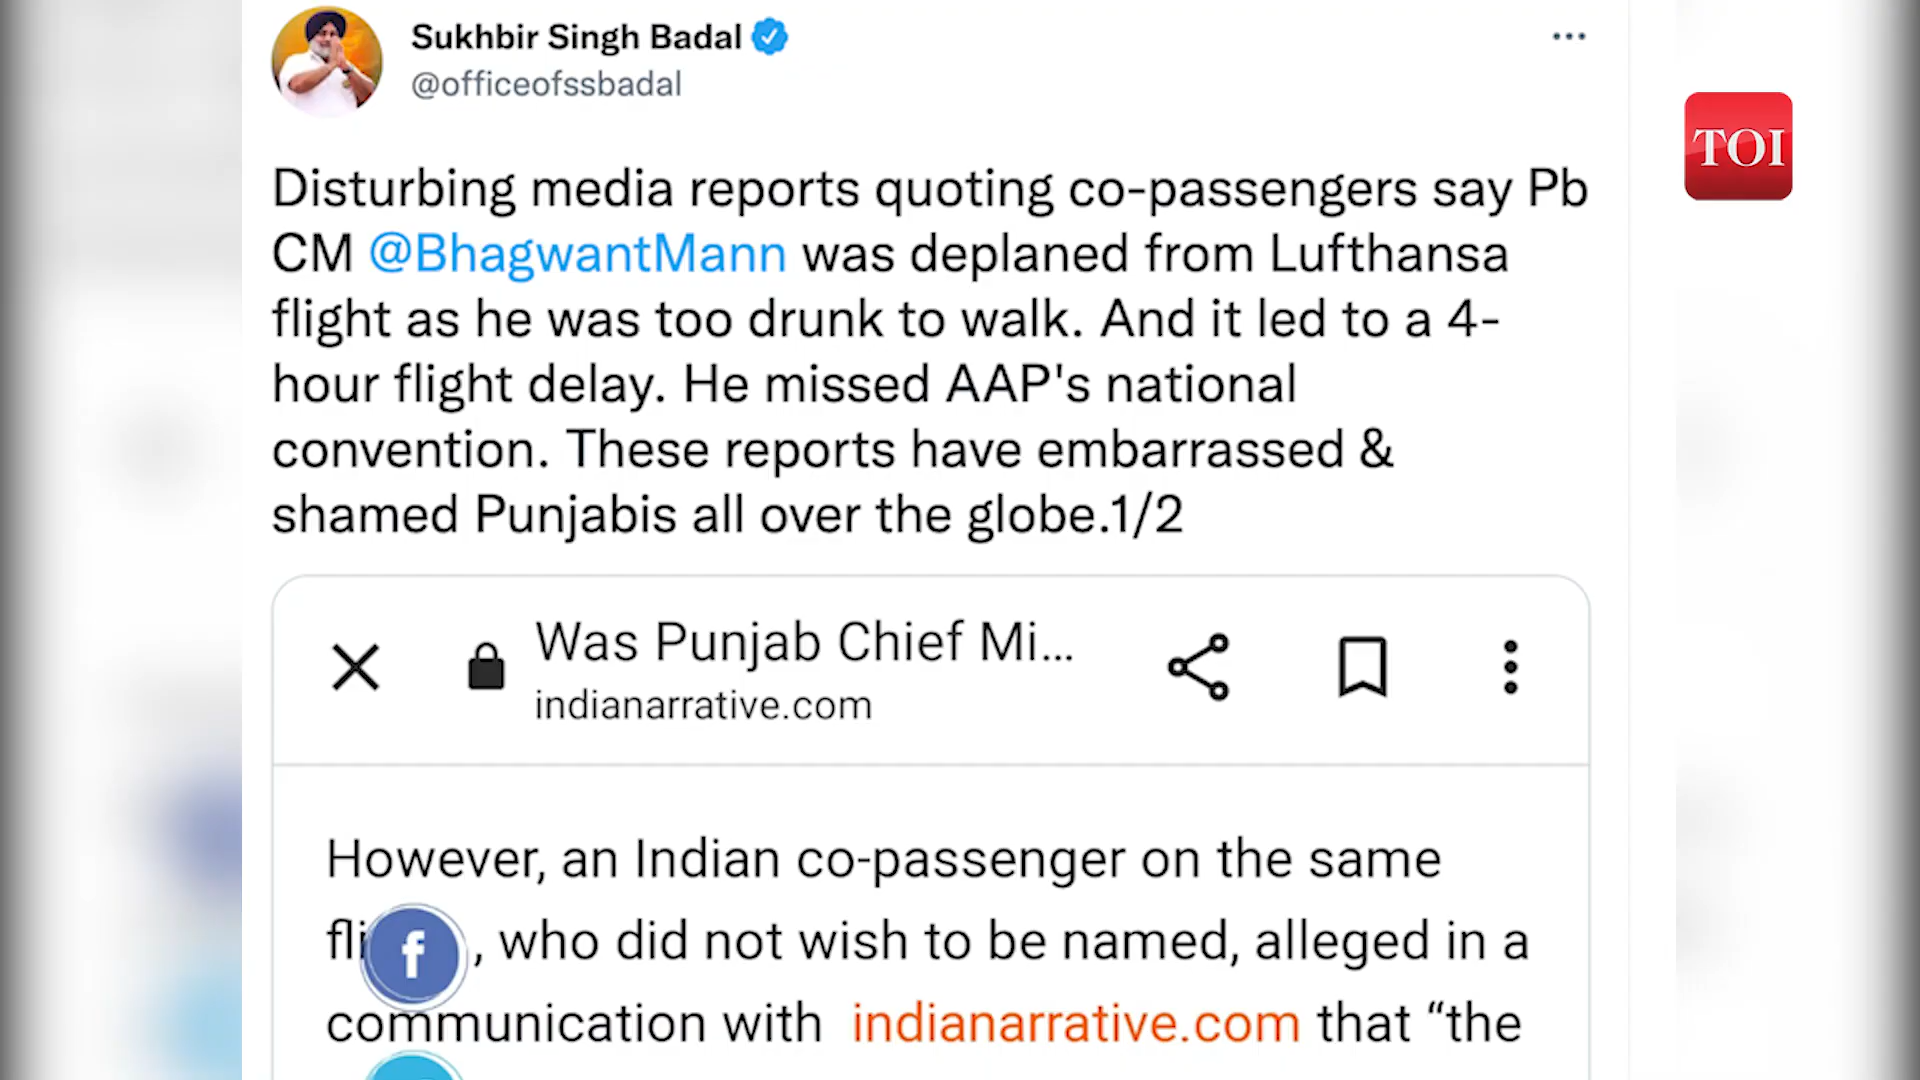 Sukhbir Singh Badal
@officeofssbadal
TOI
Disturbing media reports quoting co-passengers say Pb
CM @BhagwantMann was deplaned from Lufthansa
flight as he was too drunk to walk. And it led to a 4-
hour flight delay. He missed AAP's national
convention. These reports have embarrassed &
shamed Punjabis all over the globe.1/2
Was Punjab Chief Mi...
indianarrative.com
However, an Indian co-passenger on the same
, who did not wish to be named, alleged in a
communication with indianarrative.com that “the